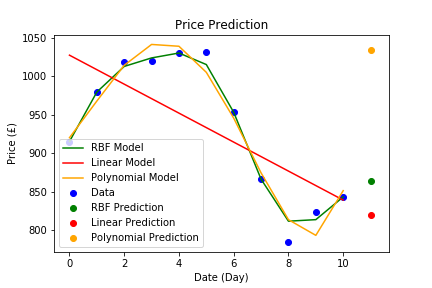 Price Prediction
1050
1000
950
900
850
800
Price (£)
RBF Model
Linear Model
Polynomial Model
Data
RBF Prediction
Linear Prediction
Polynomial Prediction
0 2 4 6 8 10
Date (Day)